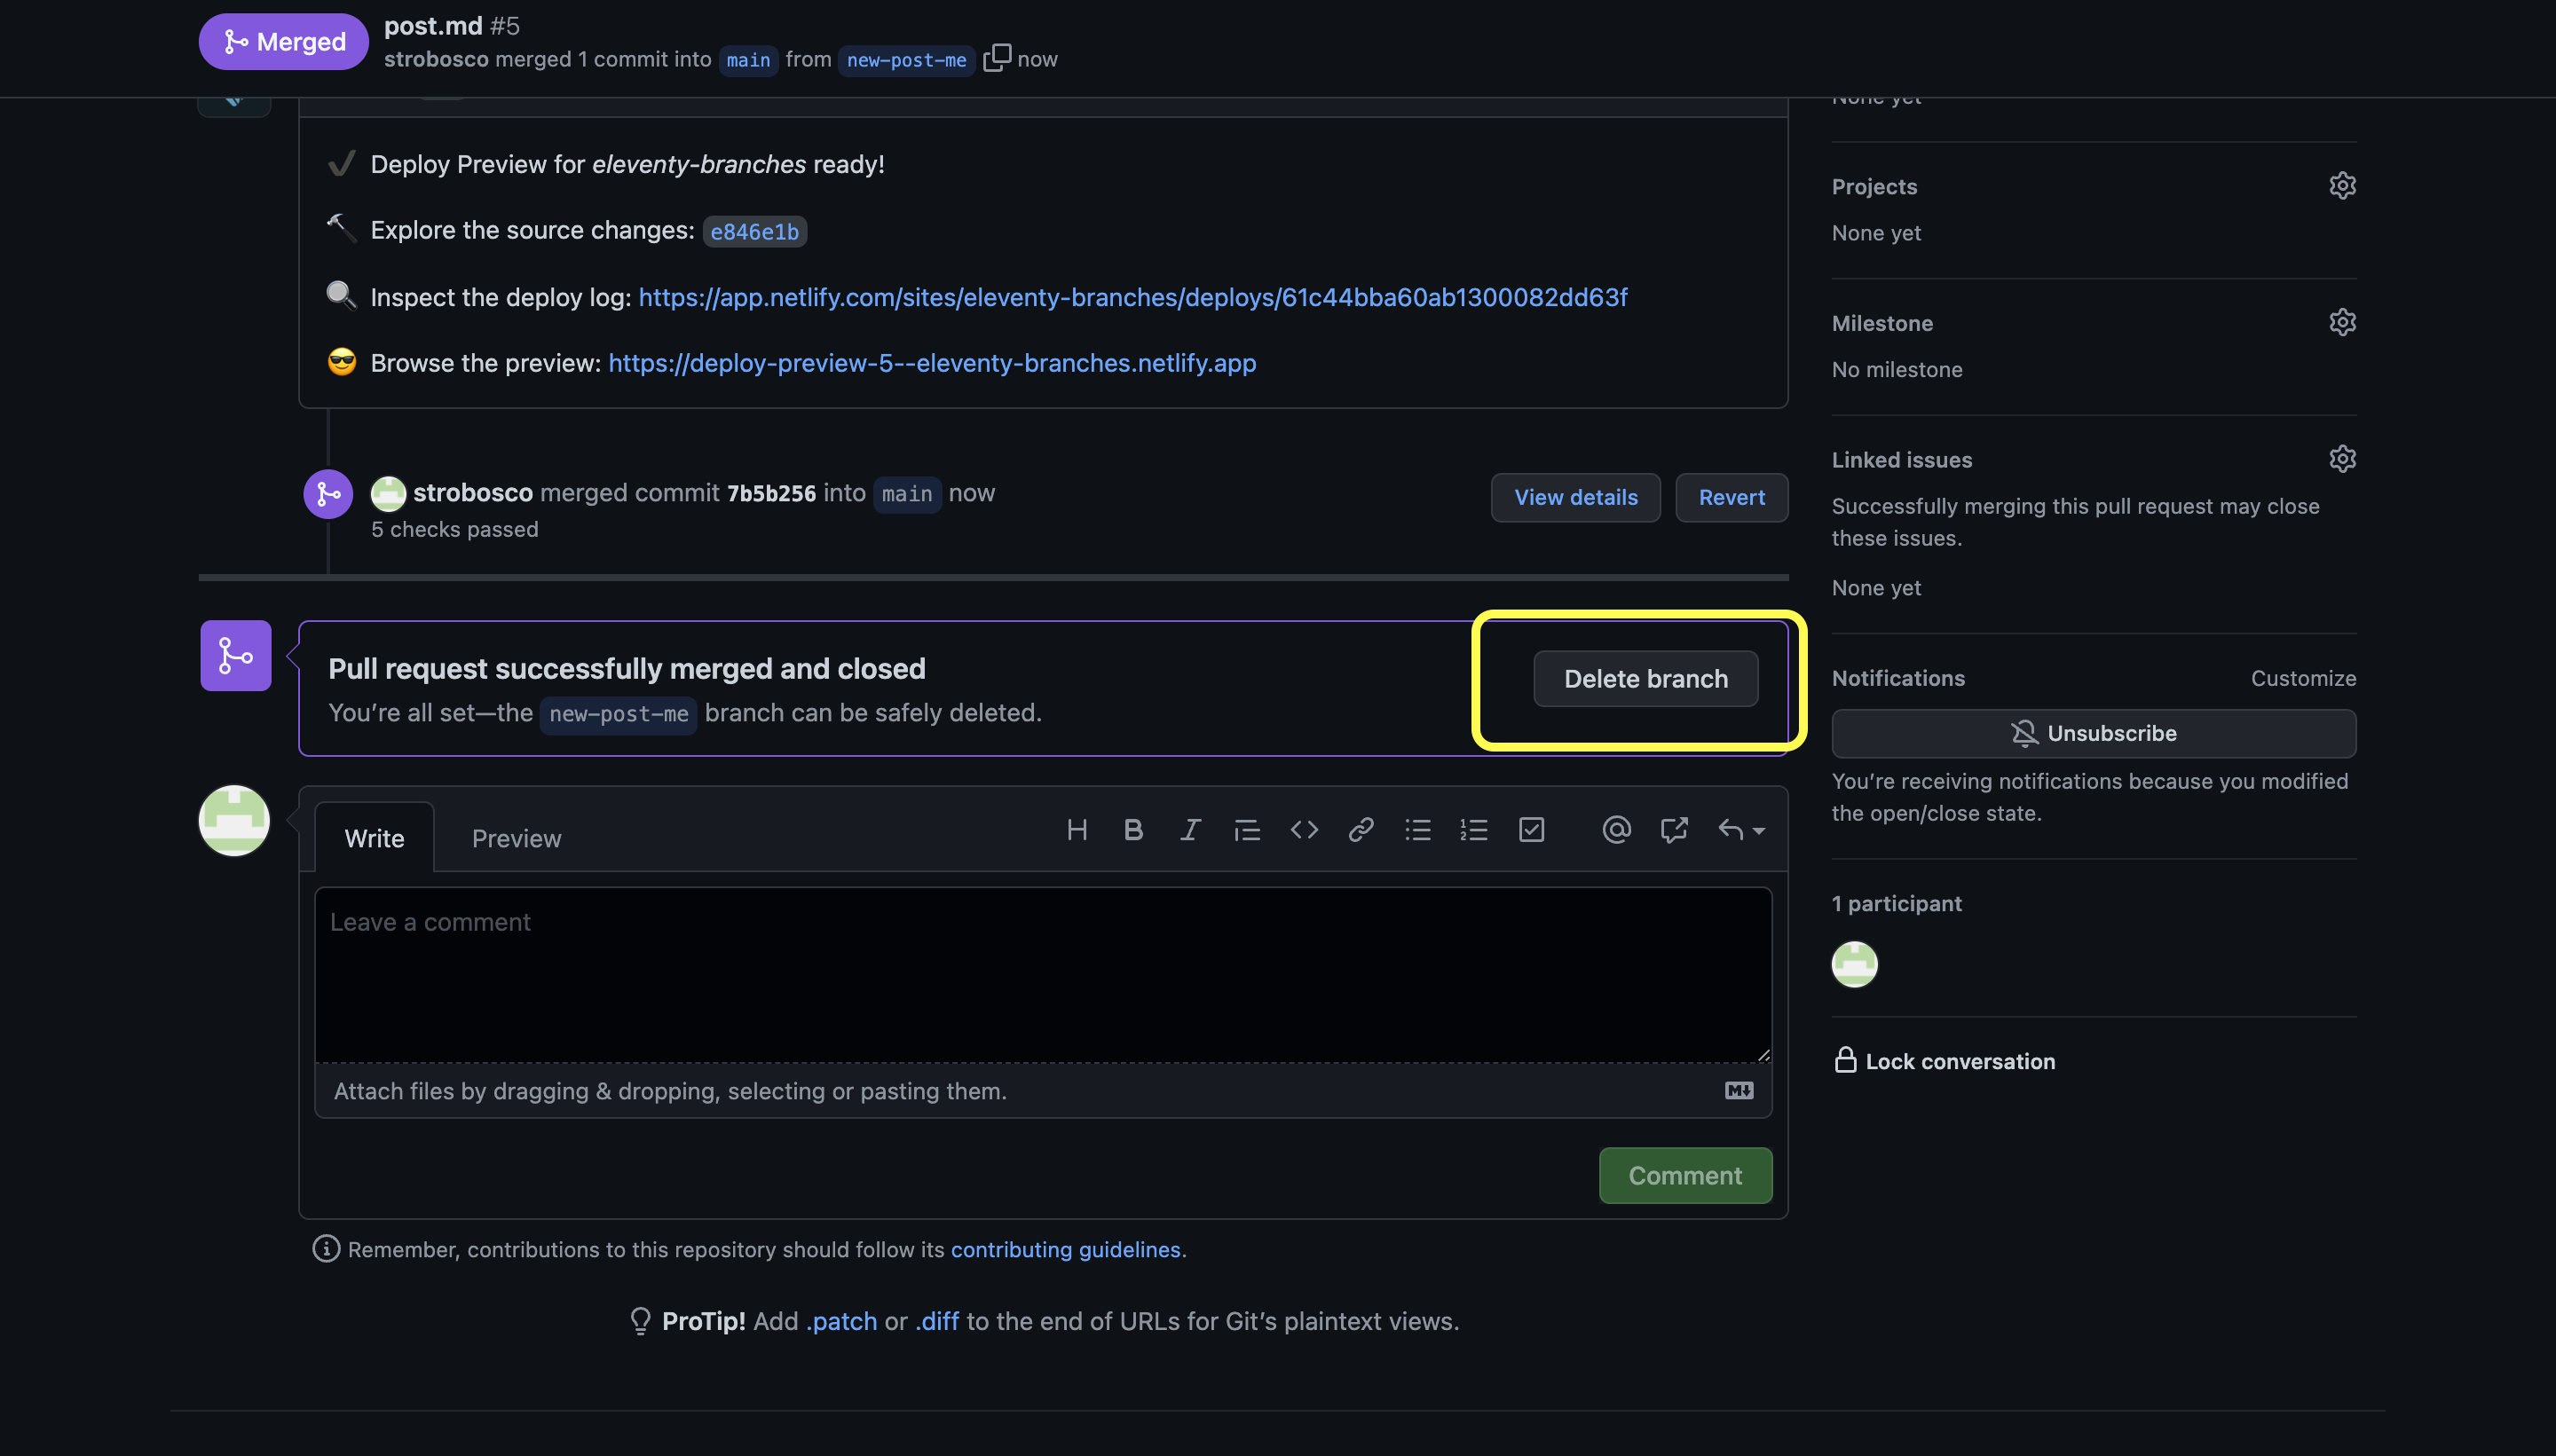 Merged
post.md #5
strobosco merged 1 commit into main from new-post-me now
None yet
Deploy Preview for eleventy-branches ready!
Explore the source changes: e846e1b
Inspect the deploy log: https://app.netlify.com/sites/eleventy-branches/deploys/61c44bba60ab1300082dd63f
Browse the preview: https://deploy-preview-5--eleventy-branches.netlify.app
strobosco merged commit 7b5b256 into main now
5 checks passed
View details
Revert
Pull request successfully merged and closed
You’re all set—the new-post-me branch can be safely deleted.
Delete branch
Write
Preview
Leave a comment
Attach files by dragging & dropping, selecting or pasting them.
Comment
Remember, contributions to this repository should follow its contributing guidelines.
ProTip! Add .patch or .diff to the end of URLs for Git’s plaintext views.
Projects
None yet
Milestone
No milestone
Linked issues
Successfully merging this pull request may close
these issues.
None yet
Notifications
Customize
Unsubscribe
You’re receiving notifications because you modified
the open/close state.
1 participant
Lock conversation